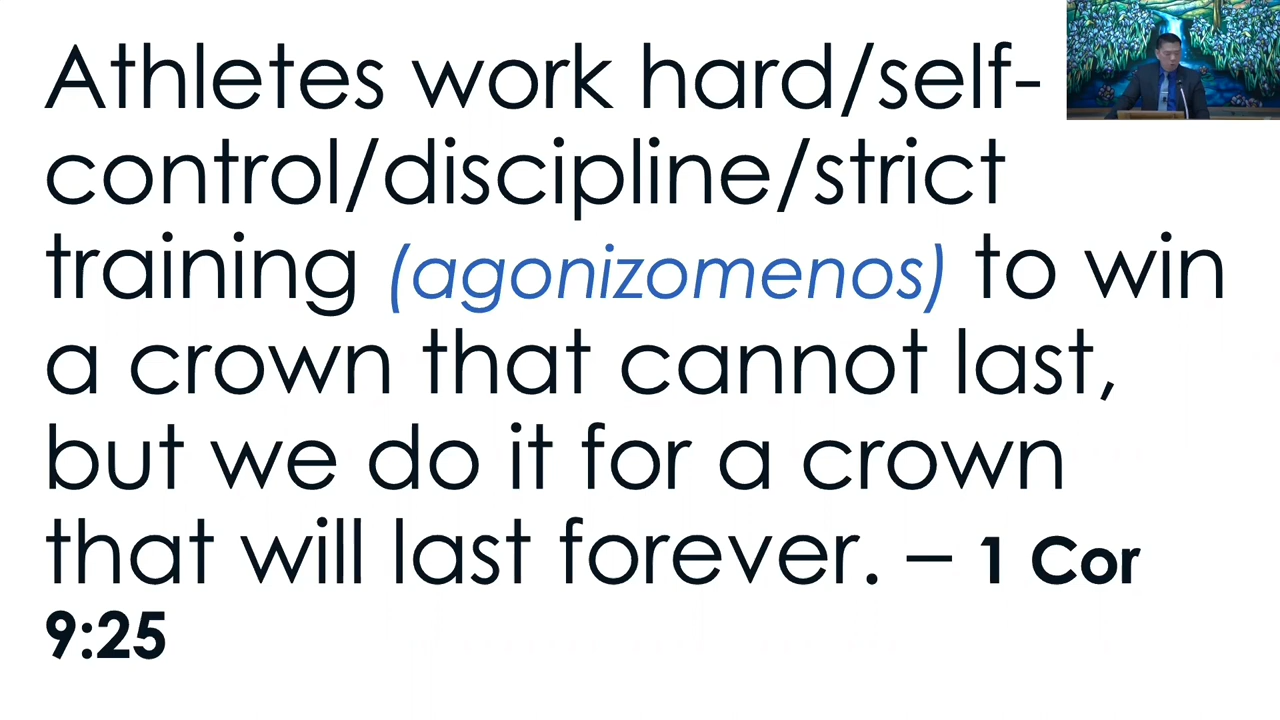 Athletes work hard/self-
control/discipline/strict
training (agonizomenos) to win
a crown that cannot last,
but we do it for a crown
that will last forever. – 1 Cor
9:25